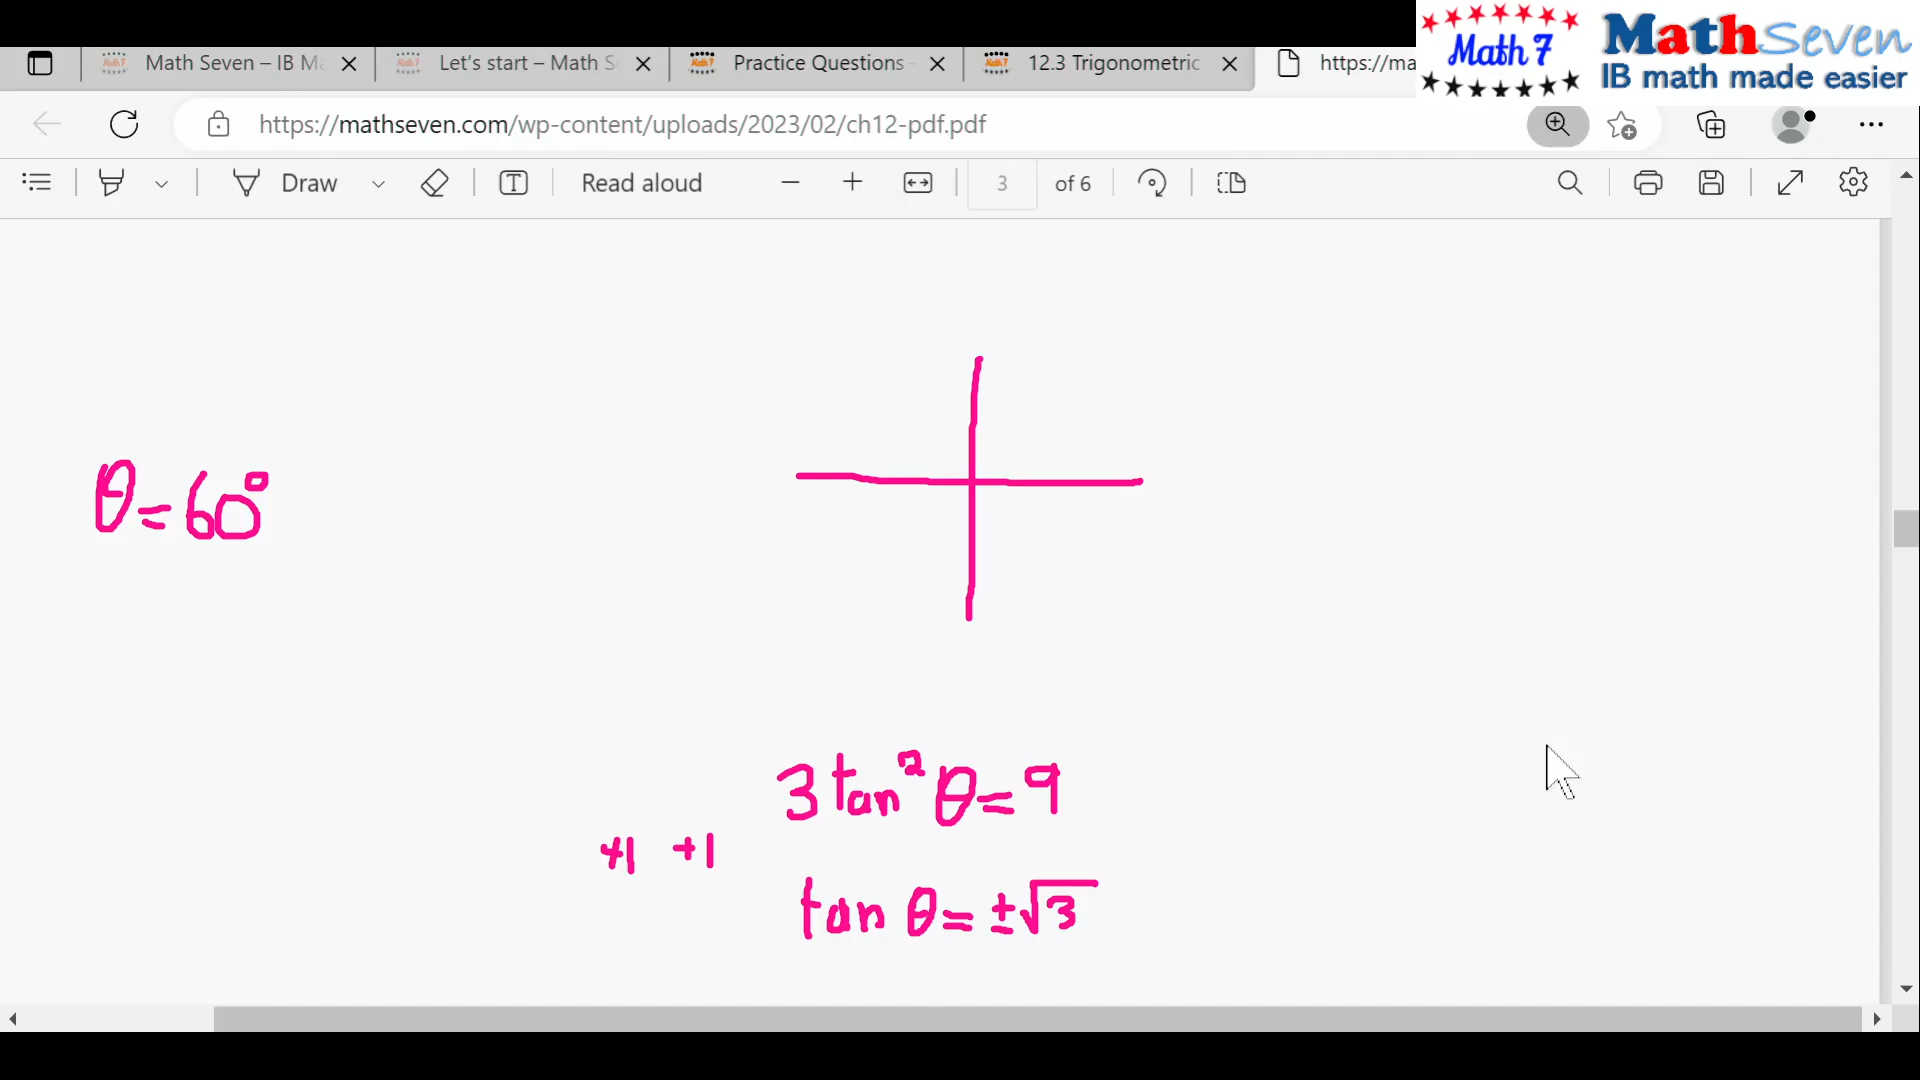 Math 7
MathSeven
IB math made easier
Math Seven – IB Ma
Let's start – Math S
Practice Questions -
12.3 Trigonometric
https://ma
https://mathseven.com/wp-content/uploads/2023/02/ch12-pdf.pdf
Draw
Read aloud
3 of 6
θ=60°
3tan²θ=9
+1 +1
tan θ=±√3